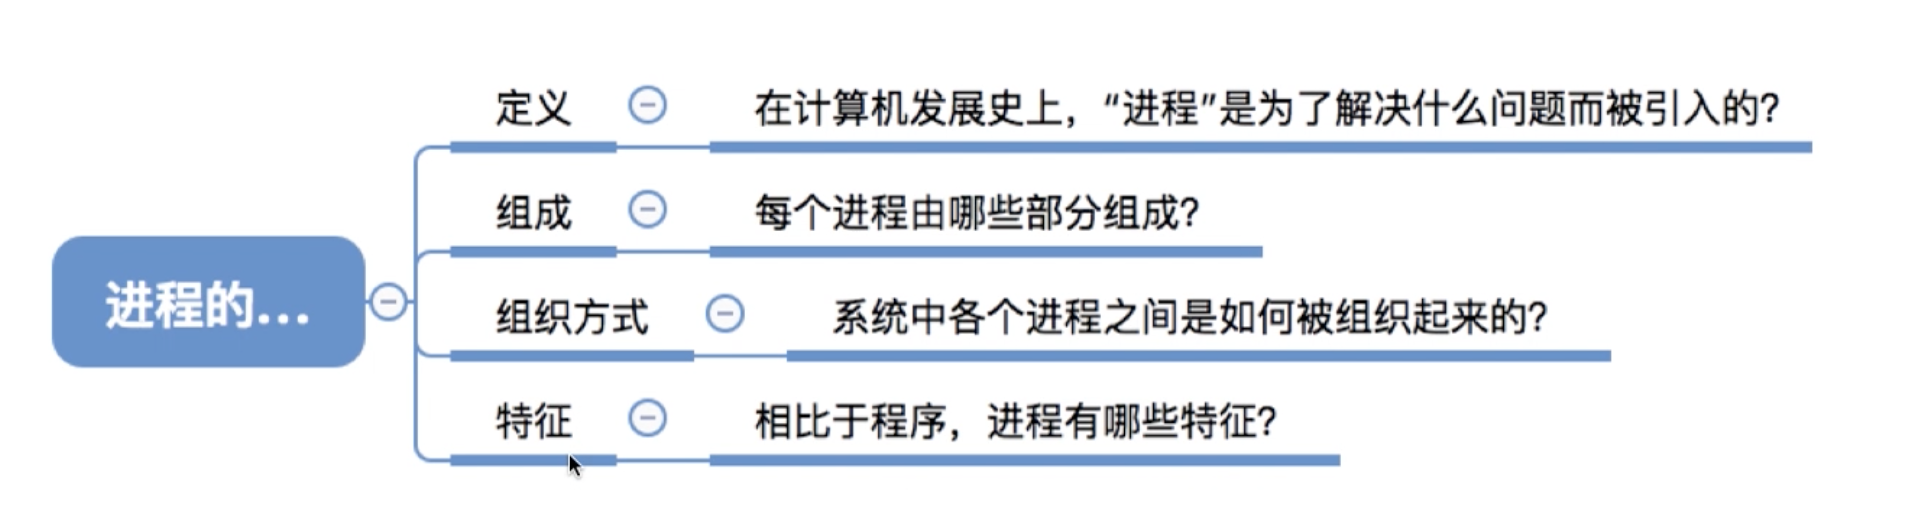 定义
在计算机发展史上，“进程”是为了解决什么问题而被引入的？
组成
每个进程由哪些部分组成？
进程的...
组织方式
系统中各个进程之间是如何被组织起来的？
特征
相比于程序，进程有哪些特征？